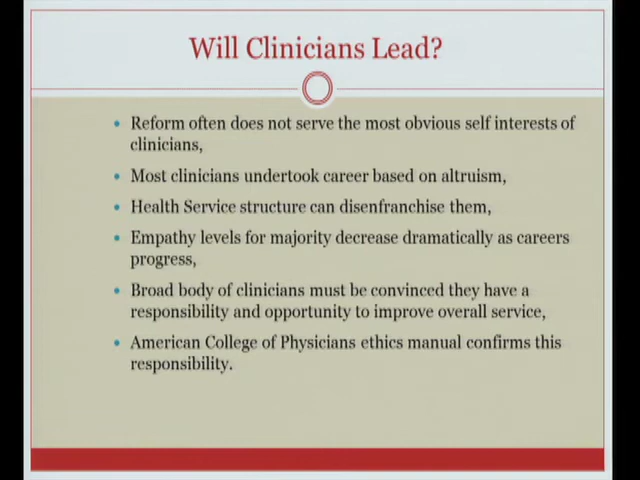 Will Clinicians Lead?
Reform often does not serve the most obvious self interests of
clinicians,
Most clinicians undertook career based on altruism,
Health Service structure can disenfranchise them,
Empathy levels for majority decrease dramatically as careers
progress,
Broad body of clinicians must be convinced they have a
responsibility and opportunity to improve overall service,
American College of Physicians ethics manual confirms this
responsibility.